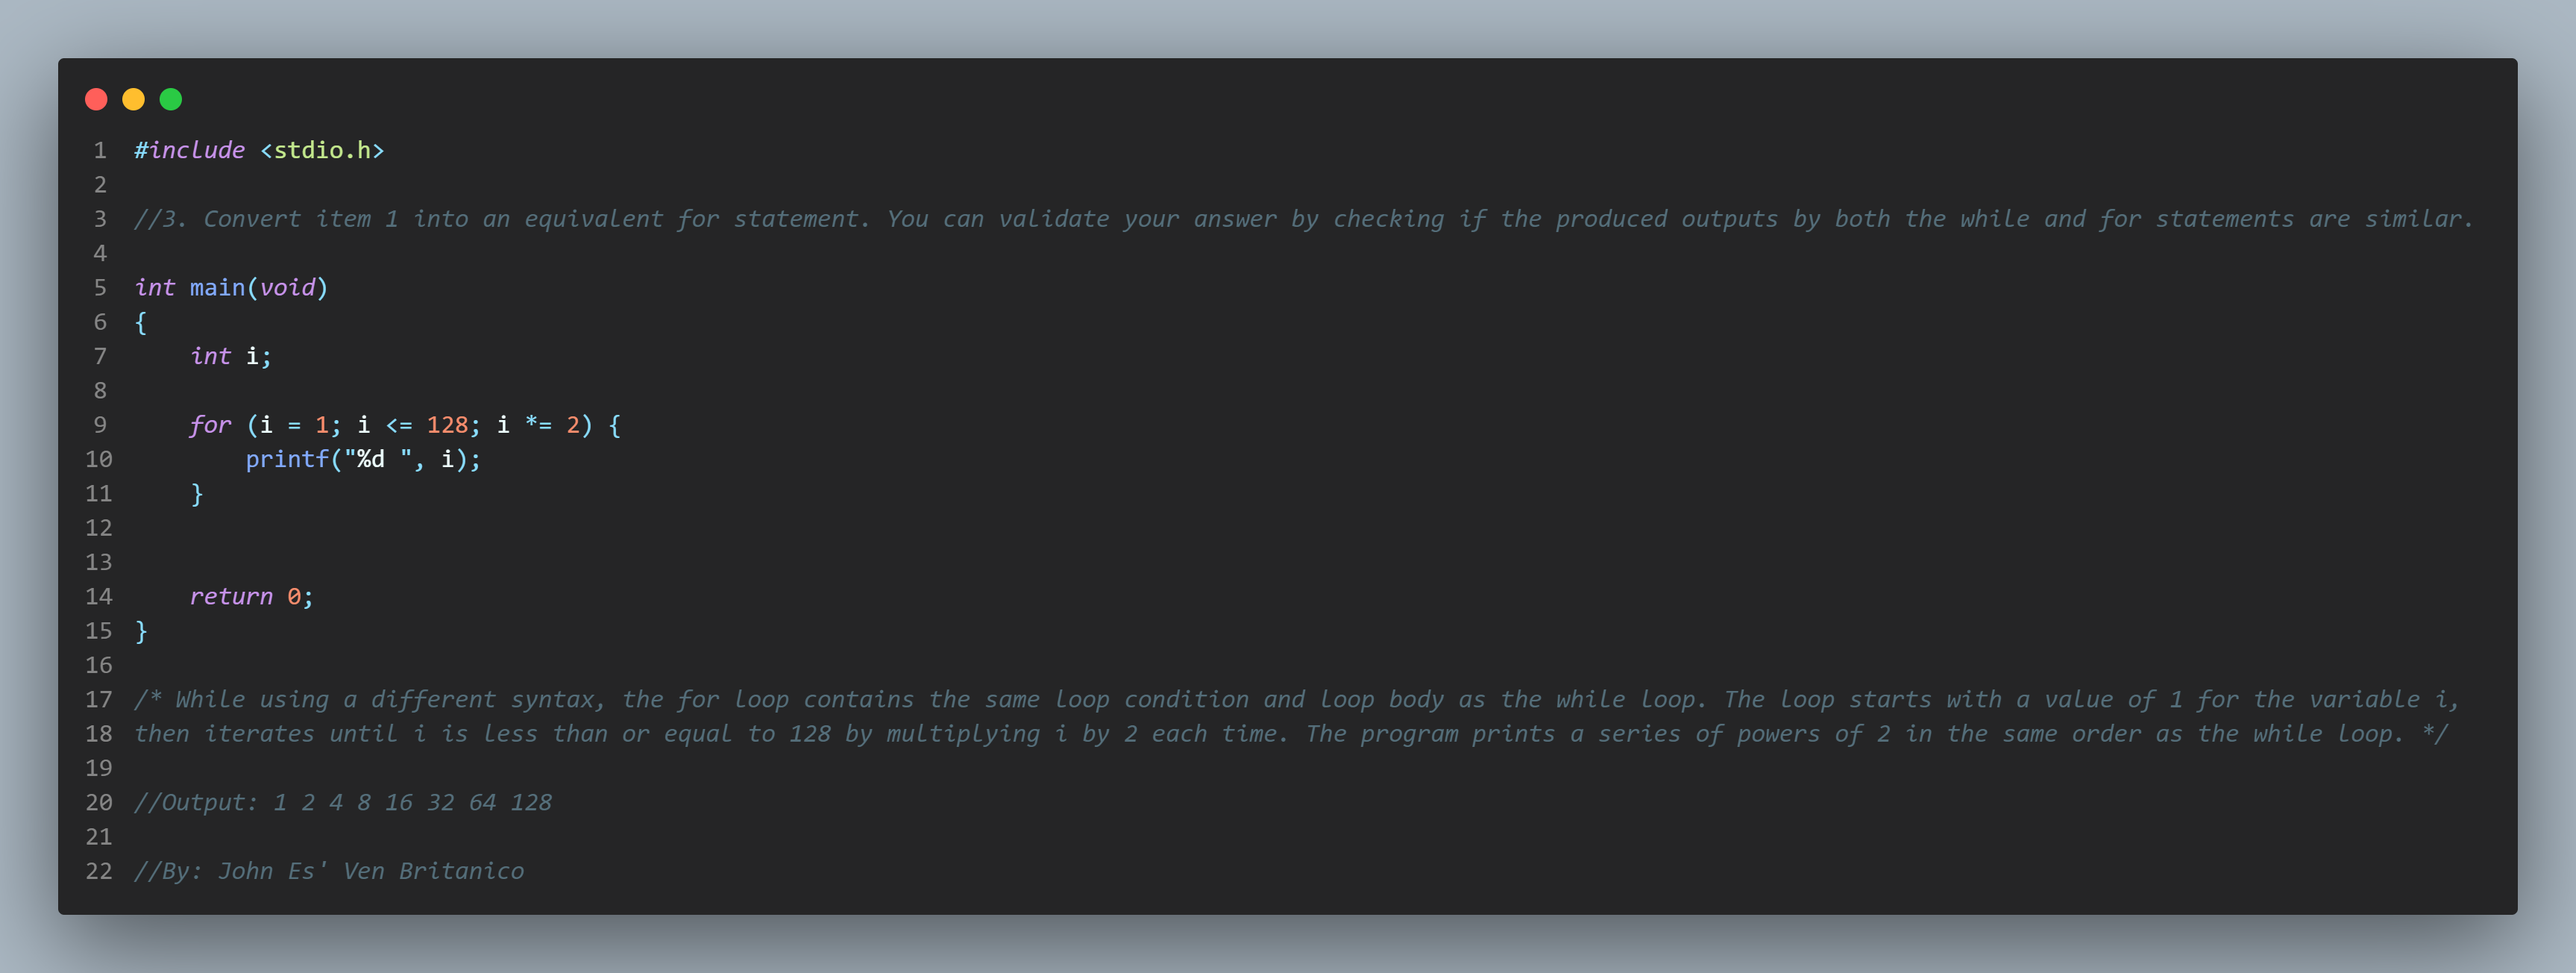 1 #include <stdio.h>
2
3 //3. Convert item 1 into an equivalent for statement. You can validate your answer by checking if the produced outputs by both the while and for statements are similar.
4
5 int main(void)
6 {
7     int i;
8
9     for (i = 1; i <= 128; i *= 2) {
10         printf("%d ", i);
11     }
12
13
14     return 0;
15 }
16
17 /* While using a different syntax, the for loop contains the same loop condition and loop body as the while loop. The loop starts with a value of 1 for the variable i,
18 then iterates until i is less than or equal to 128 by multiplying i by 2 each time. The program prints a series of powers of 2 in the same order as the while loop. */
19
20 //Output: 1 2 4 8 16 32 64 128
21
22 //By: John Es' Ven Britanico